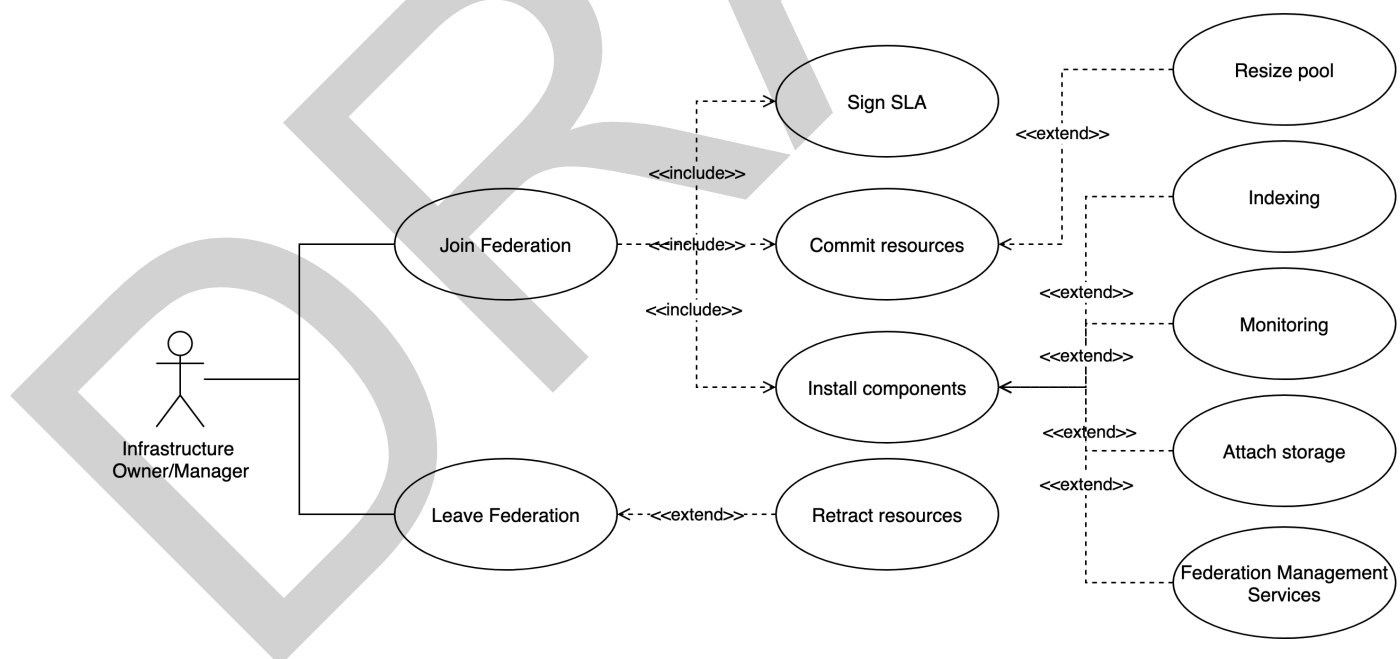 Resize pool
Sign SLA
<<extend>>
<<include>>
Indexing
Join Federation
<<include>>
Commit resources
<<extend>>
<<include>>
Monitoring
<<extend>>
Install components
Infrastructure
Owner/Manager
<<extend>>
Attach storage
<<extend>>
Leave Federation
<<extend>>
Retract resources
Federation Management
Services